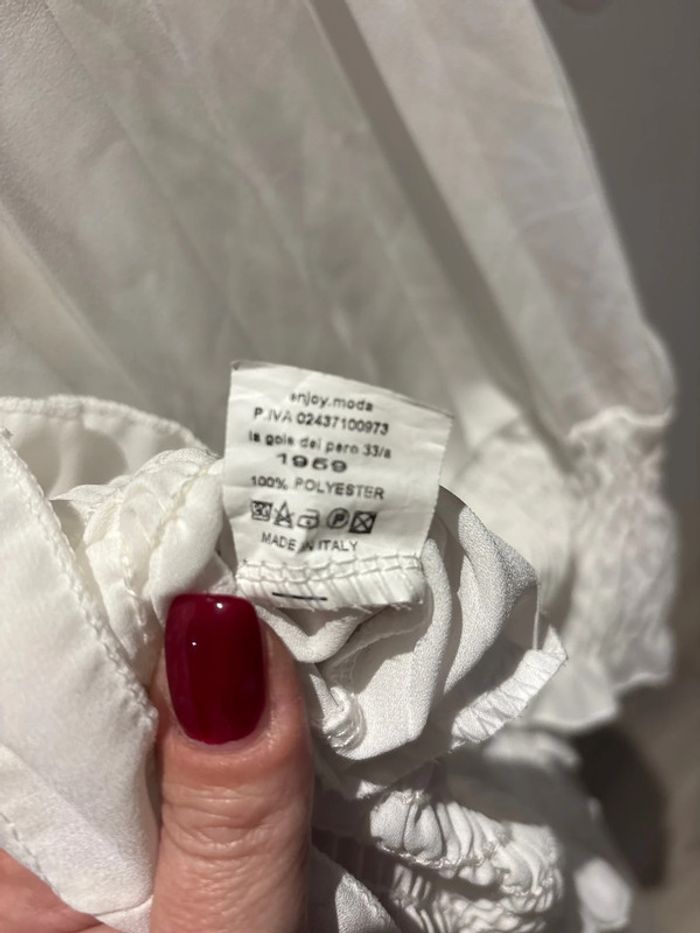 enjoy.moda
P.IVA 02437100973
la gole del pero 33/a
1969
100% POLYESTER
P
MADE IN ITALY